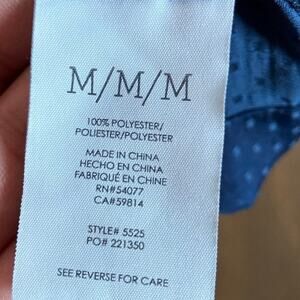 M/M/M
100% POLYESTER/
POLIESTER/POLYESTER
MADE IN CHINA
HECHO EN CHINA
FABRIQUÉ EN CHINE
RN#54077
CA#59814
STYLE# 5525
PO# 221350
SEE REVERSE FOR CARE